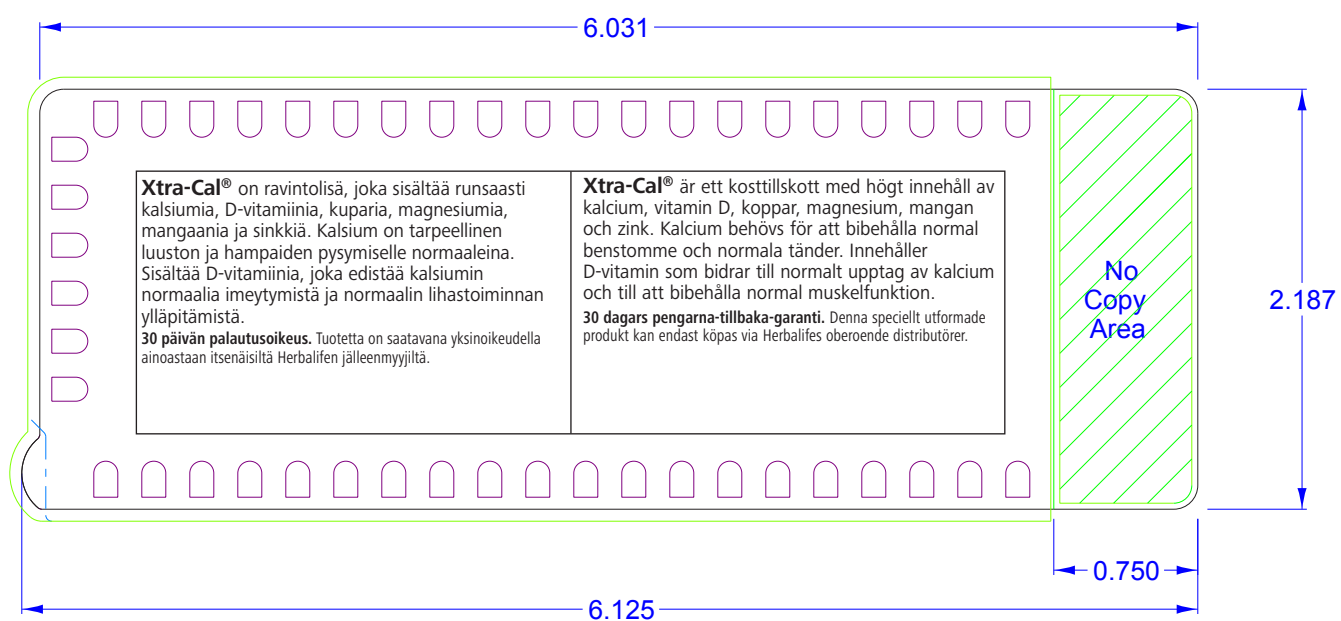 6.031
Xtra-Cal® on ravintolisä, joka sisältää runsaasti
kalsiumia, D-vitamiinia, kuparia, magnesiumia,
mangaania ja sinkkiä. Kalsium on tarpeellinen
luuston ja hampaiden pysymiselle normaaleina.
Sisältää D-vitamiinia, joka edistää kalsiumin
normaalia imeytymistä ja normaalin lihastoiminnan
ylläpitämistä.
30 päivän palautusoikeus. Tuotetta on saatavana yksinoikeudella
ainoastaan itsenäisiltä Herbalifen jälleenmyyjiltä.
Xtra-Cal® är ett kosttillskott med högt innehåll av
kalcium, vitamin D, koppar, magnesium, mangan
och zink. Kalcium behövs för att bibehålla normal
benstomme och normala tänder. Innehåller
D-vitamin som bidrar till normalt upptag av kalcium
och till att bibehålla normal muskelfunktion.
30 dagars pengarna-tillbaka-garanti. Denna speciellt utformade
produkt kan endast köpas via Herbalifes oberoende distributörer.
No
Copy
Area
2.187
0.750
6.125